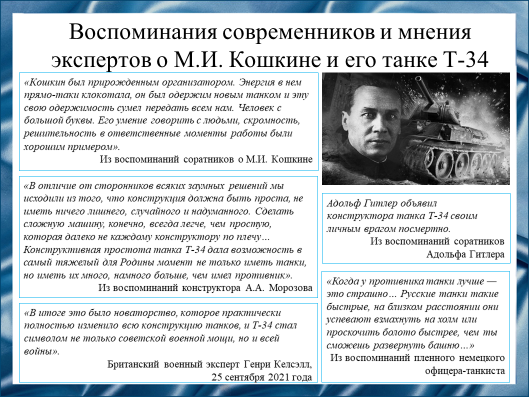 Воспоминания современников и мнения
экспертов о М.И. Кошкине и его танке Т-34
«Кошкин был прирожденным организатором. Энергия в нем
прямо-таки клокотала, он был одержим новым танком и эту
свою одержимость сумел передать всем нам. Человек с
большой буквы. Его умение говорить с людьми, скромность,
решительность в ответственные моменты работы были
хорошим примером».
Из воспоминаний соратников о М.И. Кошкине
«В отличие от сторонников всяких заумных решений мы
исходили из того, что конструкция должна быть проста, не
иметь ничего лишнего, случайного и надуманного. Сделать
сложную машину, конечно, всегда легче, чем простую,
которая далеко не каждому конструктору по плечу…
Конструктивная простота танка Т-34 дала возможность в
самый тяжелый для Родины момент не только иметь танки,
но иметь их много, намного больше, чем имел противник».
Из воспоминаний конструктора А.А. Морозова
«В итоге это было новаторство, которое практически
полностью изменило всю конструкцию танков, и Т-34 стал
символом не только советской военной мощи, но и всей
войны».
Британский военный эксперт Генри Келсэлл,
25 сентября 2021 года
Адольф Гитлер объявил
конструктора танка Т-34 своим
личным врагом посмертно.
Из воспоминаний соратников
Адольфа Гитлера
«Когда у противника танки лучше —
это страшно… Русские танки такие
быстрые, на близком расстоянии они
успевают взмахнуть на холм или
проскочить болото быстрее, чем ты
сможешь развернуть башню…»
Из воспоминаний пленного немецкого
офицера-танкиста